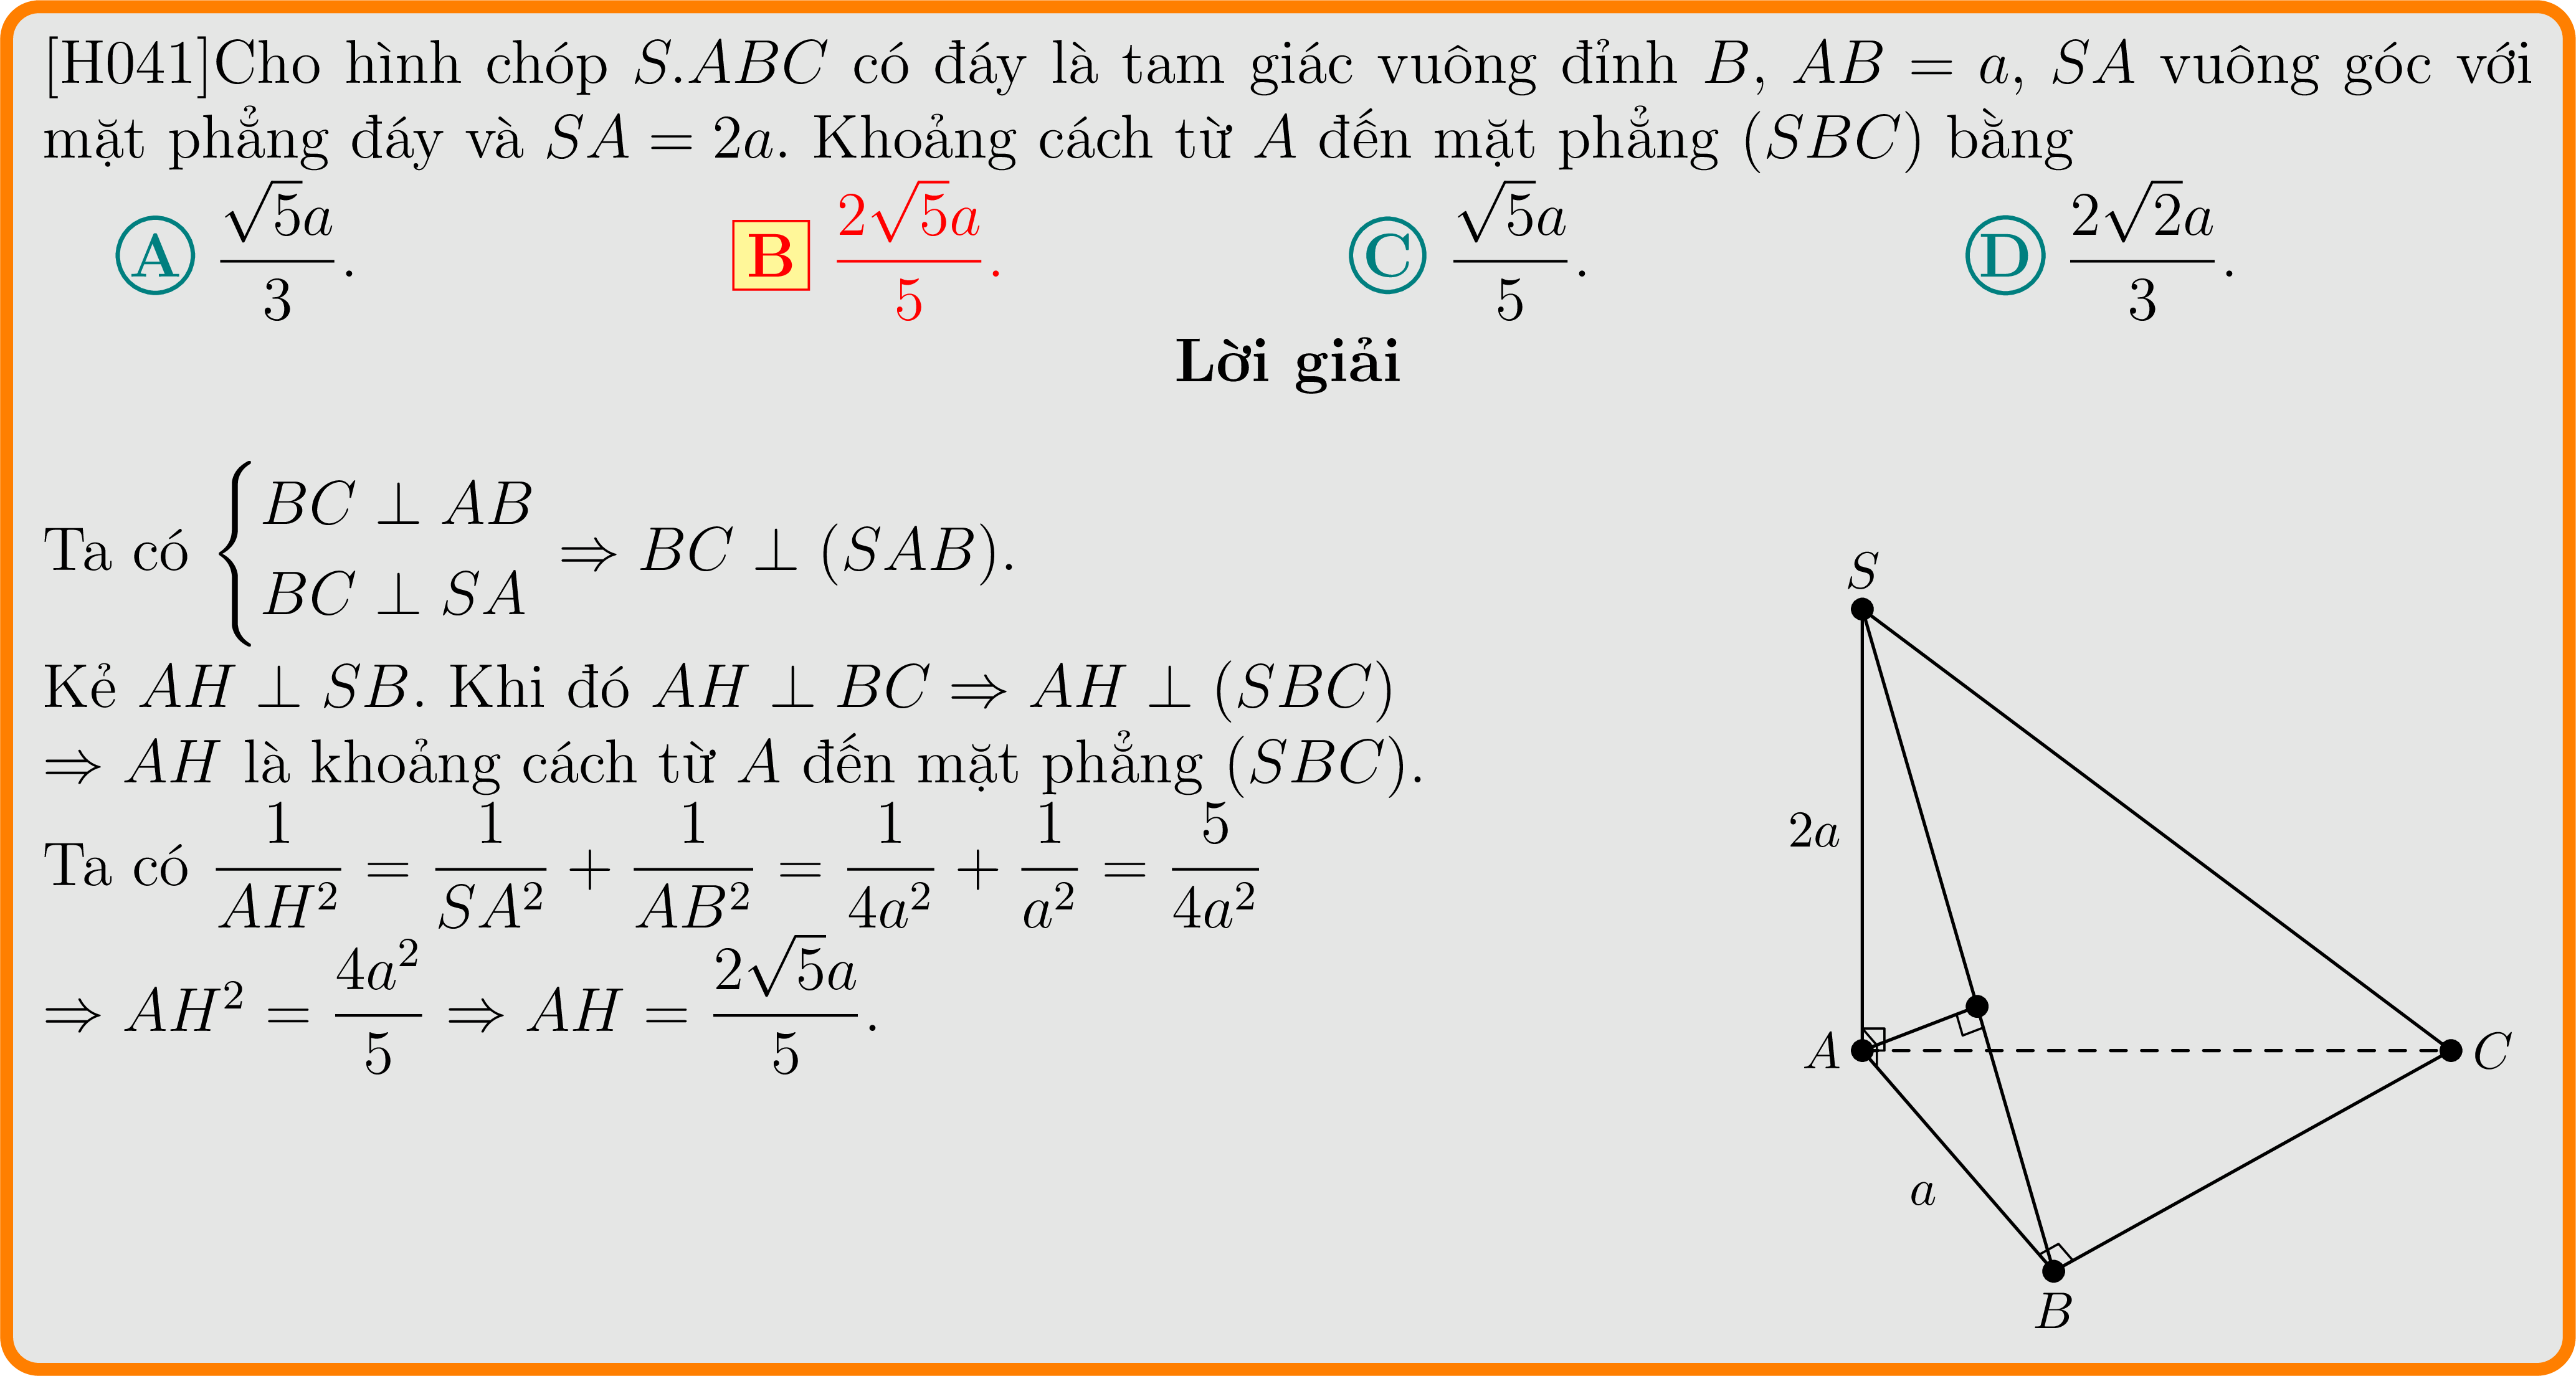 [H041]Cho hình chóp S.ABC có đáy là tam giác vuông đỉnh B, AB = a, SA vuông góc với
mặt phẳng đáy và SA = 2a. Khoảng cách từ A đến mặt phẳng (SBC) bằng
A $\frac{\sqrt{5}a}{3}$. B $\frac{2\sqrt{5}a}{5}$. C $\frac{\sqrt{5}a}{5}$. D $\frac{2\sqrt{2}a}{3}$.
Lời giải
Ta có $\begin{cases} BC \perp AB \\ BC \perp SA \end{cases} \Rightarrow BC \perp (SAB)$.
Kẻ AH ⊥ SB. Khi đó AH ⊥ BC ⇒ AH ⊥ (SBC)
⇒ AH là khoảng cách từ A đến mặt phẳng (SBC).
Ta có $\frac{1}{AH^2} = \frac{1}{SA^2} + \frac{1}{AB^2} = \frac{1}{4a^2} + \frac{1}{a^2} = \frac{5}{4a^2}$
$\Rightarrow AH^2 = \frac{4a^2}{5} \Rightarrow AH = \frac{2\sqrt{5}a}{5}$.
S
2a
A
C
a
B